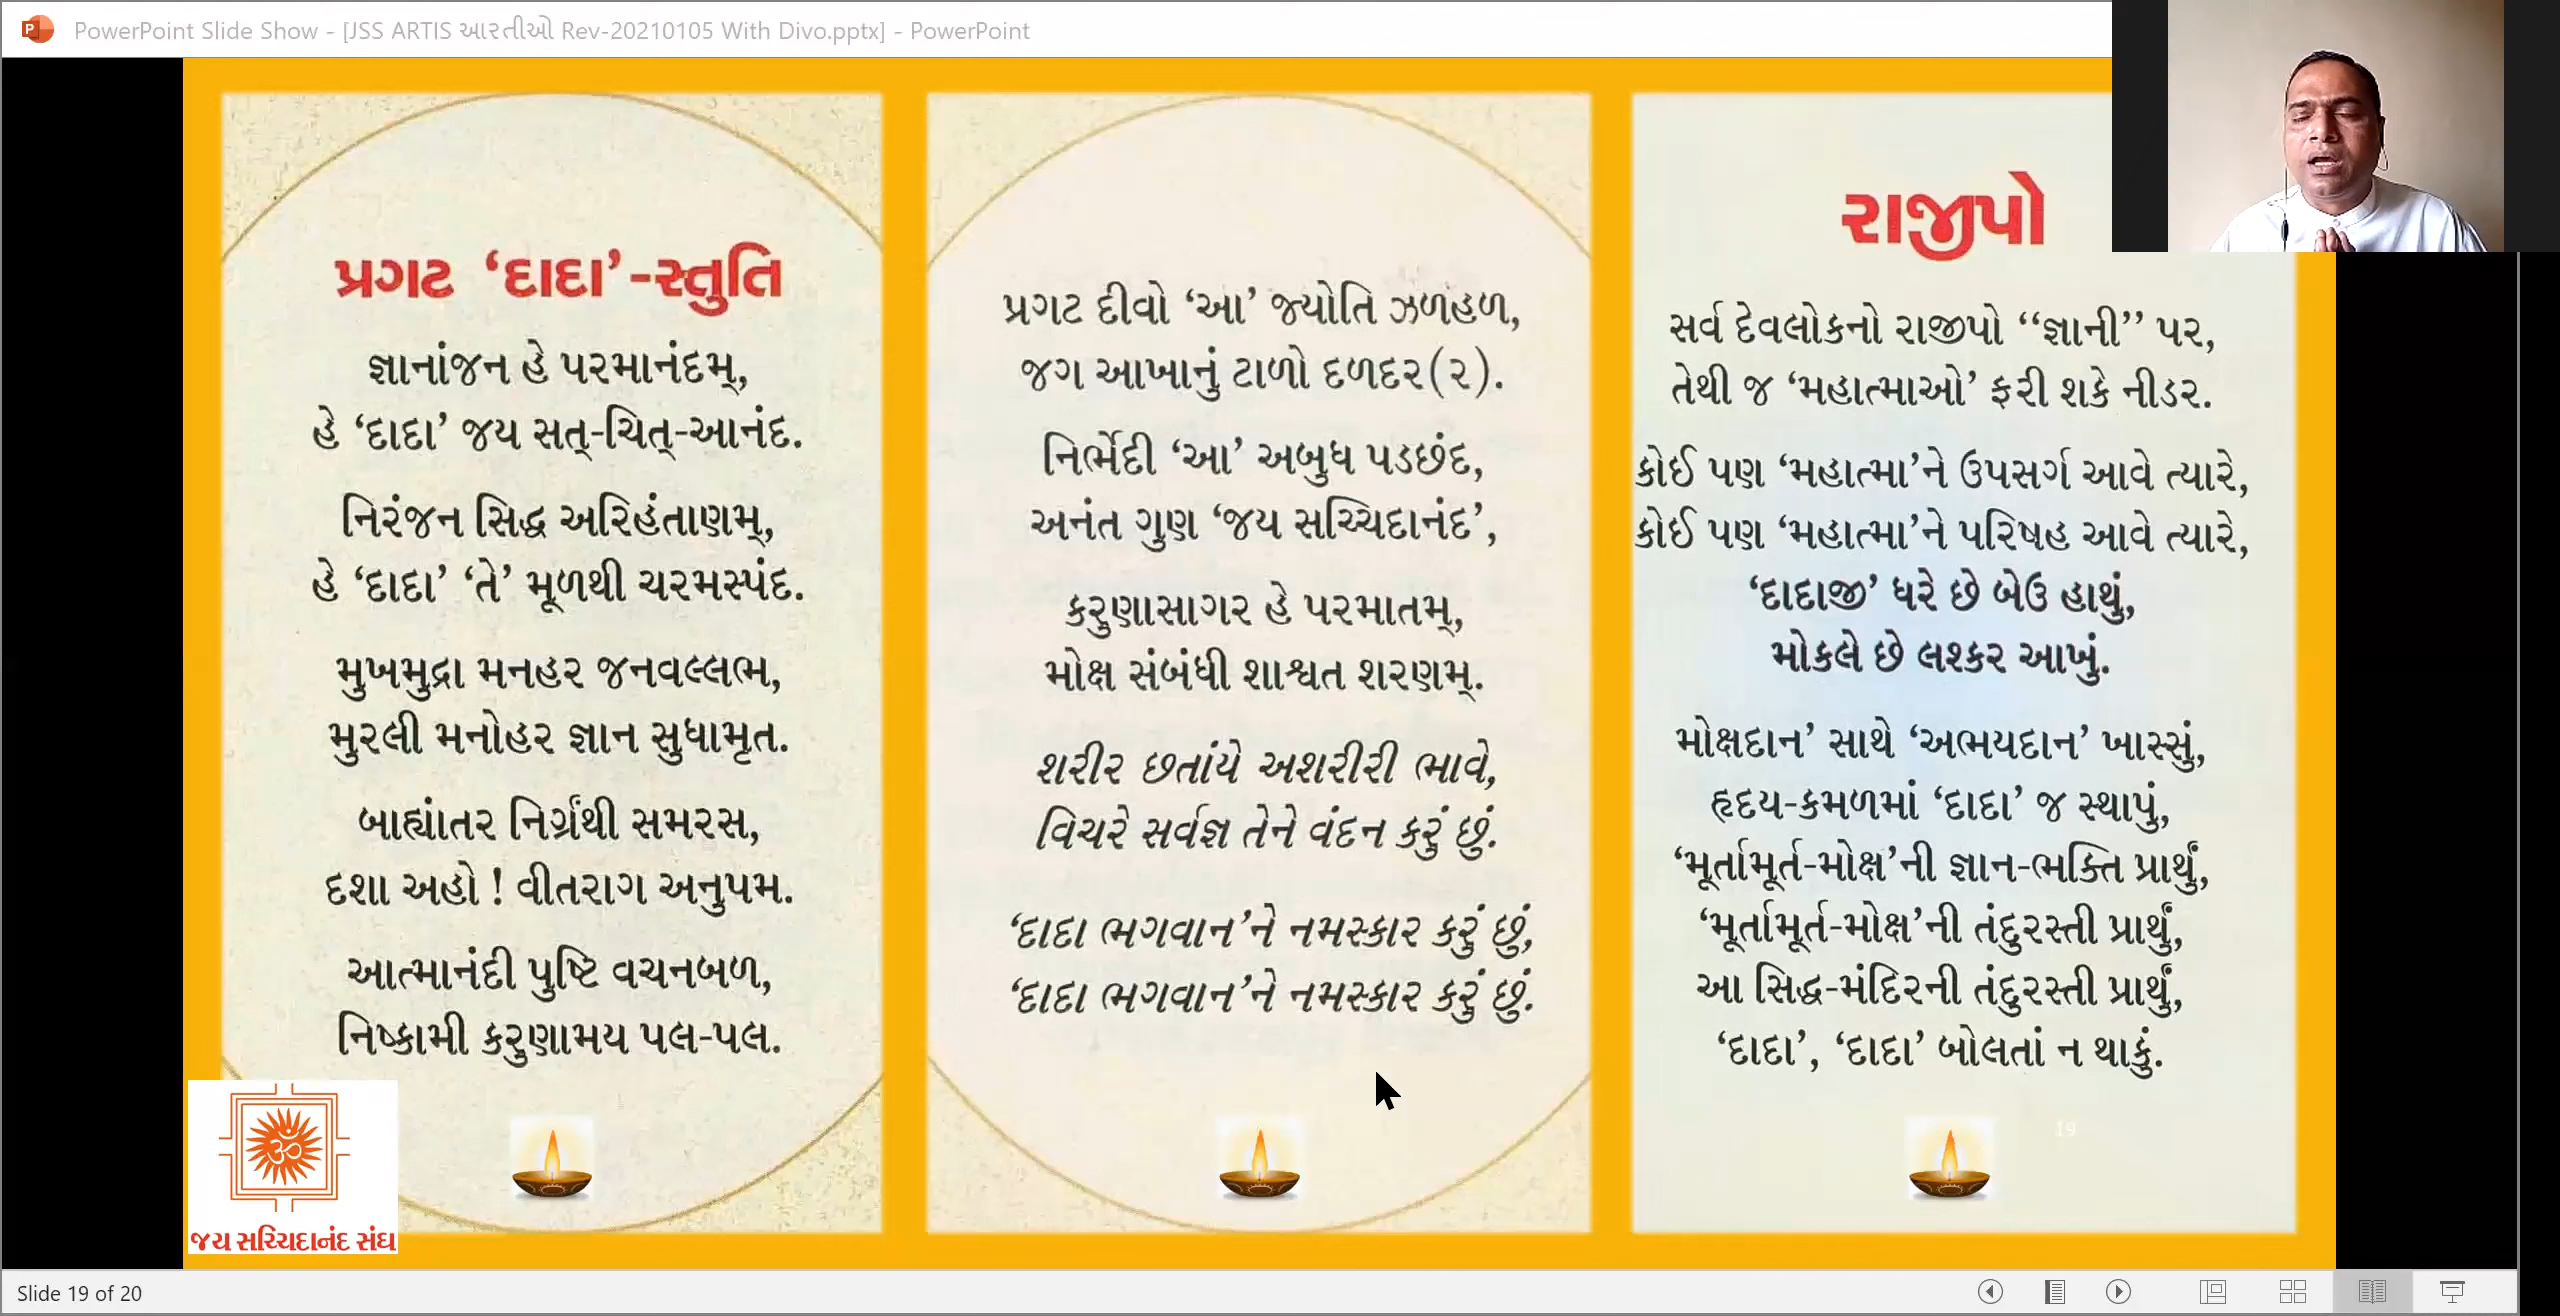 PowerPoint Slide Show - [JSS ARTIS આરતીઓ Rev-20210105 With Divo.pptx] - PowerPoint
પ્રગટ ‘દાદા’-સ્તુતિ
જ્ઞાનાંજન હે પરમાનંદમ્,
હે ‘દાદા’ જય સત્-ચિત્-આનંદ.
નિરંજન સિદ્ધ અરિહંતાણમ્,
હે ‘દાદા’ ‘તે’ મૂળથી ચરમસ્પંદ.
મુખમુદ્રા મનહર જનવલ્લભ,
મુરલી મનોહર જ્ઞાન સુધામૃત.
બાહ્યાંતર નિર્ગ્રંથી સમરસ,
દશા અહો ! વીતરાગ અનુપમ.
આત્માનંદી પુષ્ટિ વચનબળ,
નિષ્કામી કરુણામય પલ-પલ.
જય સચ્ચિદાનંદ સંઘ
પ્રગટ દીવો ‘આ’ જ્યોતિ ઝળહળ,
જગ આખાનું ટાળો દળદર(૨).
નિર્ભેદી ‘આ’ અબુધ પડછંદ,
અનંત ગુણ ‘જય સચ્ચિદાનંદ’,
કરુણાસાગર હે પરમાતમ્,
મોક્ષ સંબંધી શાશ્વત શરણમ્.
શરીર છતાંયે અશરીરી ભાવે,
વિચરે સર્વજ્ઞ તેને વંદન કરું છું.
‘દાદા ભગવાન’ને નમસ્કાર કરું છું,
‘દાદા ભગવાન’ને નમસ્કાર કરું છું.
રાજીપો
સર્વ દેવલોકનો રાજીપો “જ્ઞાની” પર,
તેથી જ ‘મહાત્માઓ’ ફરી શકે નીડર.
કોઈ પણ ‘મહાત્મા’ને ઉપસર્ગ આવે ત્યારે,
કોઈ પણ ‘મહાત્મા’ને પરિષહ આવે ત્યારે,
‘દાદાજી’ ધરે છે બેઉ હાથું,
મોકલે છે લશ્કર આખું.
મોક્ષદાન’ સાથે ‘અભયદાન’ ખાસ્સું,
હૃદય-કમળમાં ‘દાદા’ જ સ્થાપું,
‘મૂર્તામૂર્ત-મોક્ષ’ની જ્ઞાન-ભક્તિ પ્રાર્થું,
‘મૂર્તામૂર્ત-મોક્ષ’ની તંદુરસ્તી પ્રાર્થું,
આ સિદ્ધ-મંદિરની તંદુરસ્તી પ્રાર્થું,
‘દાદા’, ‘દાદા’ બોલતાં ન થાકું.
19
Slide 19 of 20